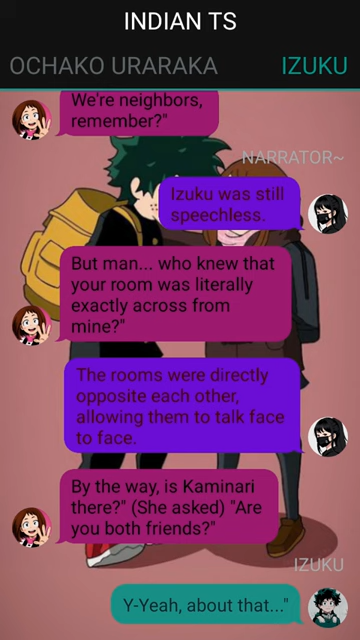 INDIAN TS
OCHAKO URARAKA
IZUKU
We're neighbors,
remember?"
NARRATOR~
Izuku was still
speechless.
But man... who knew that
your room was literally
exactly across from
mine?"
The rooms were directly
opposite each other,
allowing them to talk face
to face.
By the way, is Kaminari
there?" (She asked) "Are
you both friends?"
IZUKU
Y-Yeah, about that..."